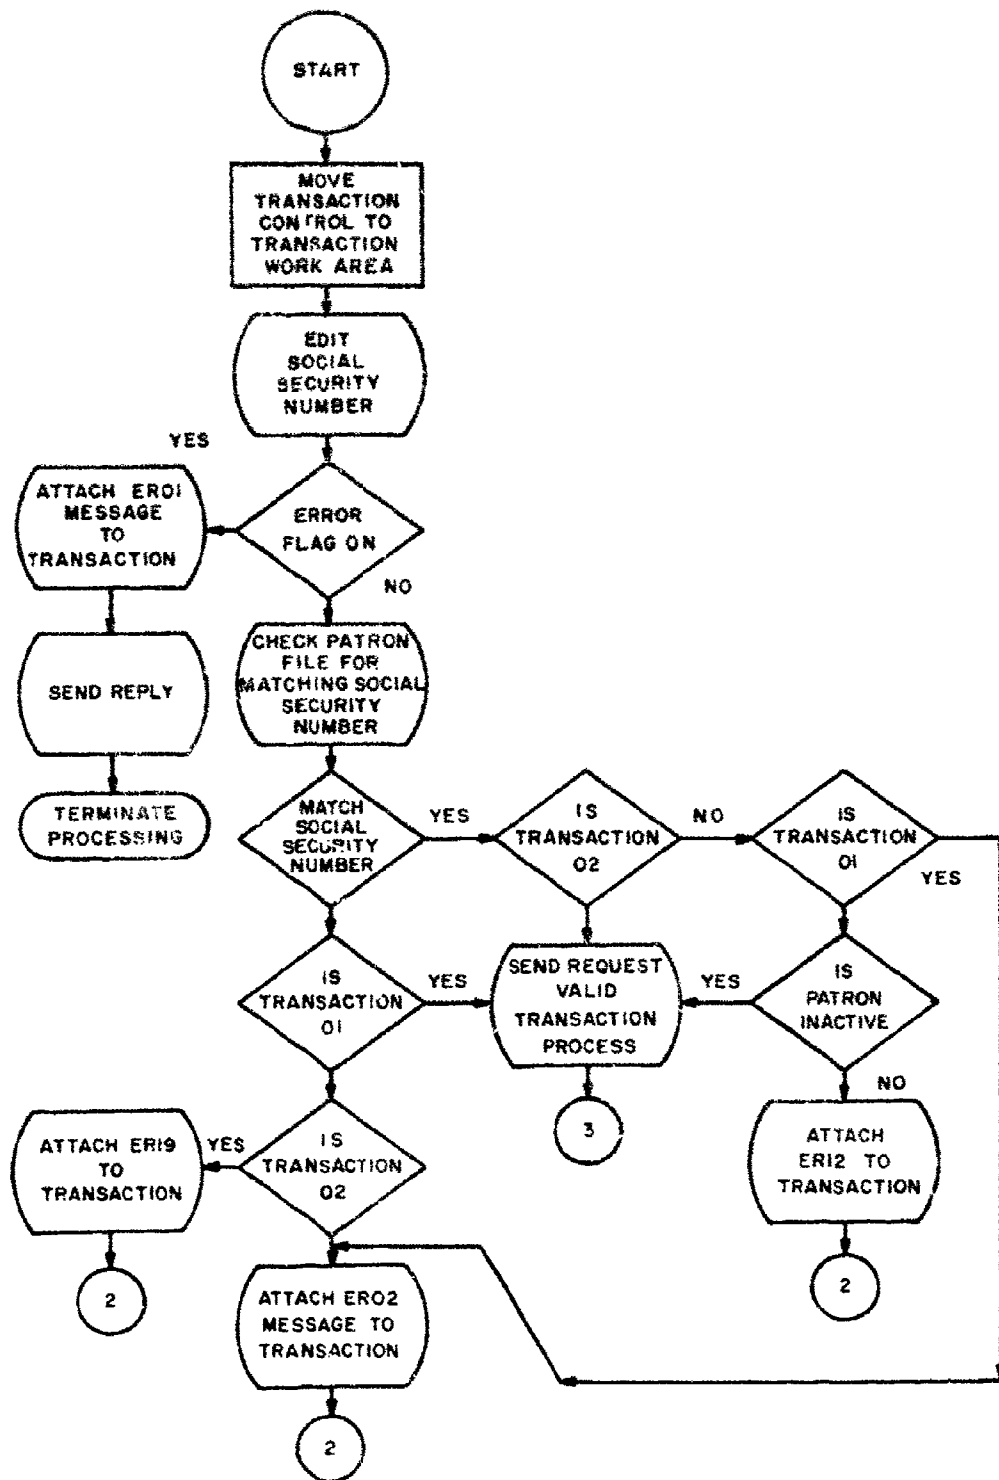 START
MOVE
TRANSACTION
CONTROL TO
TRANSACTION
WORK AREA
EDIT
SOCIAL
SECURITY
NUMBER
YES
ATTACH ER01
MESSAGE
TO
TRANSACTION
ERROR
FLAG ON
NO
SEND REPLY
CHECK PATRON
FILE FOR
MATCHING SOCIAL
SECURITY
NUMBER
TERMINATE
PROCESSING
MATCH
SOCIAL
SECURITY
NUMBER
YES
IS
TRANSACTION
02
NO
IS
TRANSACTION
01
YES
IS
TRANSACTION
01
YES
SEND REQUEST
VALID
TRANSACTION
PROCESS
YES
IS
PATRON
INACTIVE
NO
ATTACH ER19
TO
TRANSACTION
YES
IS
TRANSACTION
02
3
ATTACH
ER12 TO
TRANSACTION
2
ATTACH ER02
MESSAGE TO
TRANSACTION
2
2